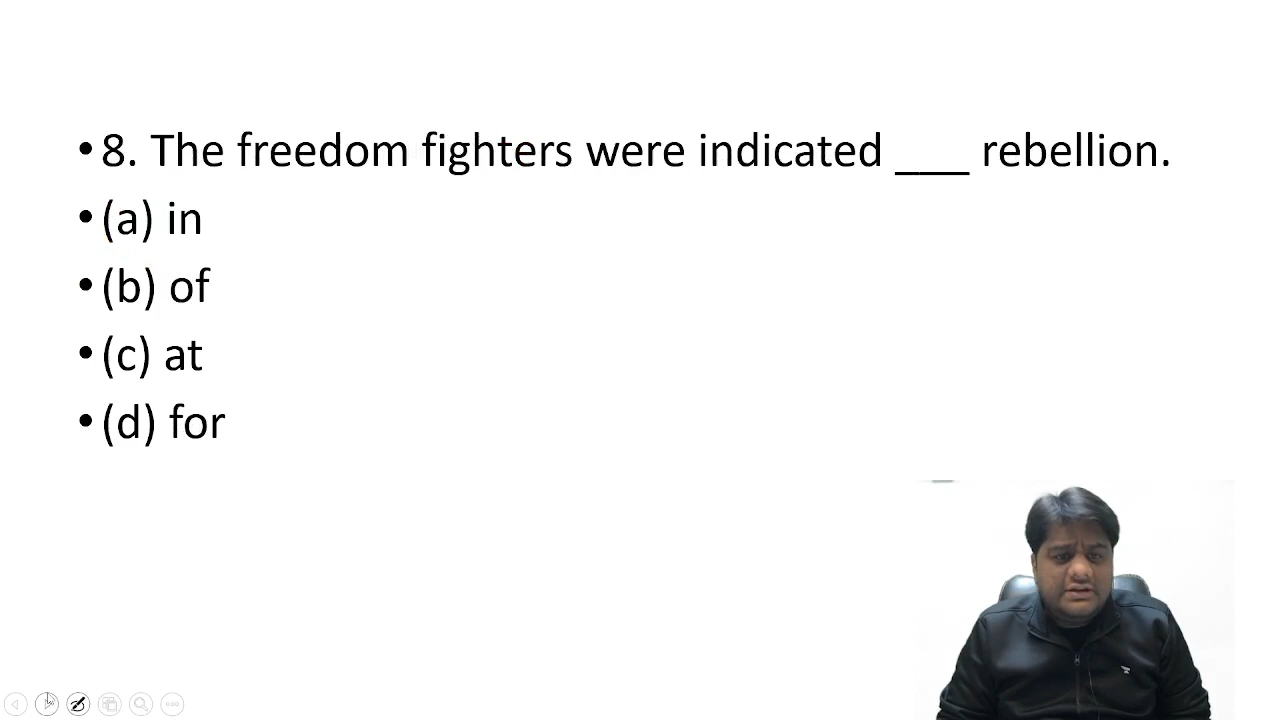 • 8. The freedom fighters were indicated ___ rebellion.
• (a) in
• (b) of
• (c) at
• (d) for